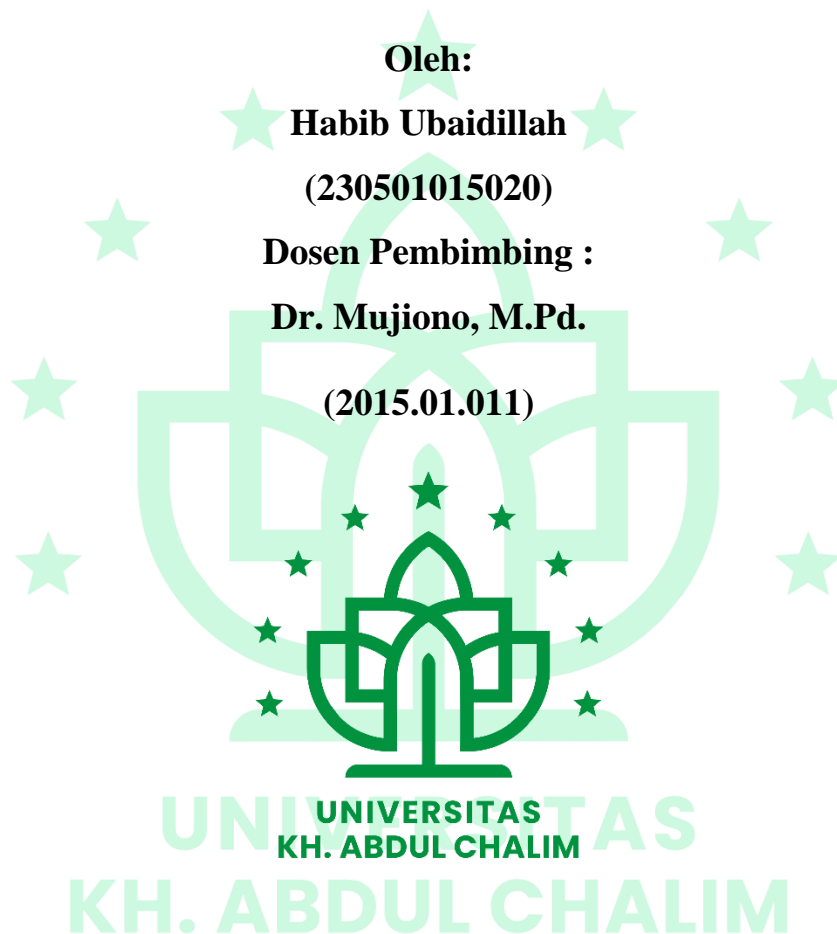 Oleh:
Habib Ubaidillah
(230501015020)
Dosen Pembimbing :
Dr. Mujiono, M.Pd.
(2015.01.011)
UNIVERSITAS
KH. ABDUL CHALIM
UNIVERSITAS
KH. ABDUL CHALIM